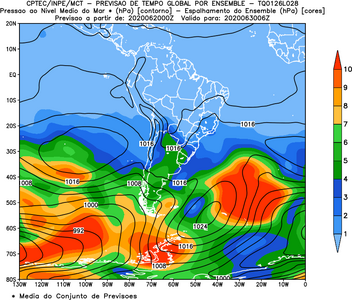 CPTEC/INPE/MCT - PREVISAO DE TEMPO GLOBAL POR ENSEMBLE - TQ0126L028
Pressao ao Nivel Medio do Mar * (hPa) [contorno] - Espalhamento do Ensemble (hPa) [cores]
Previsao a partir de: 2020062000Z Valido para: 2020063006Z
20N
10N
EQ
10S
20S
30S
40S
50S
60S
70S
80S
130W 120W 110W 100W 90W 80W 70W 60W 50W 40W 30W 20W 10W 0
1016
1016
1016
1008
1016
1008
1016
1000
1024
992
1016
1008
1000
10
9
8
7
6
5
4
3
2
1
* Media do Conjunto de Previsoes